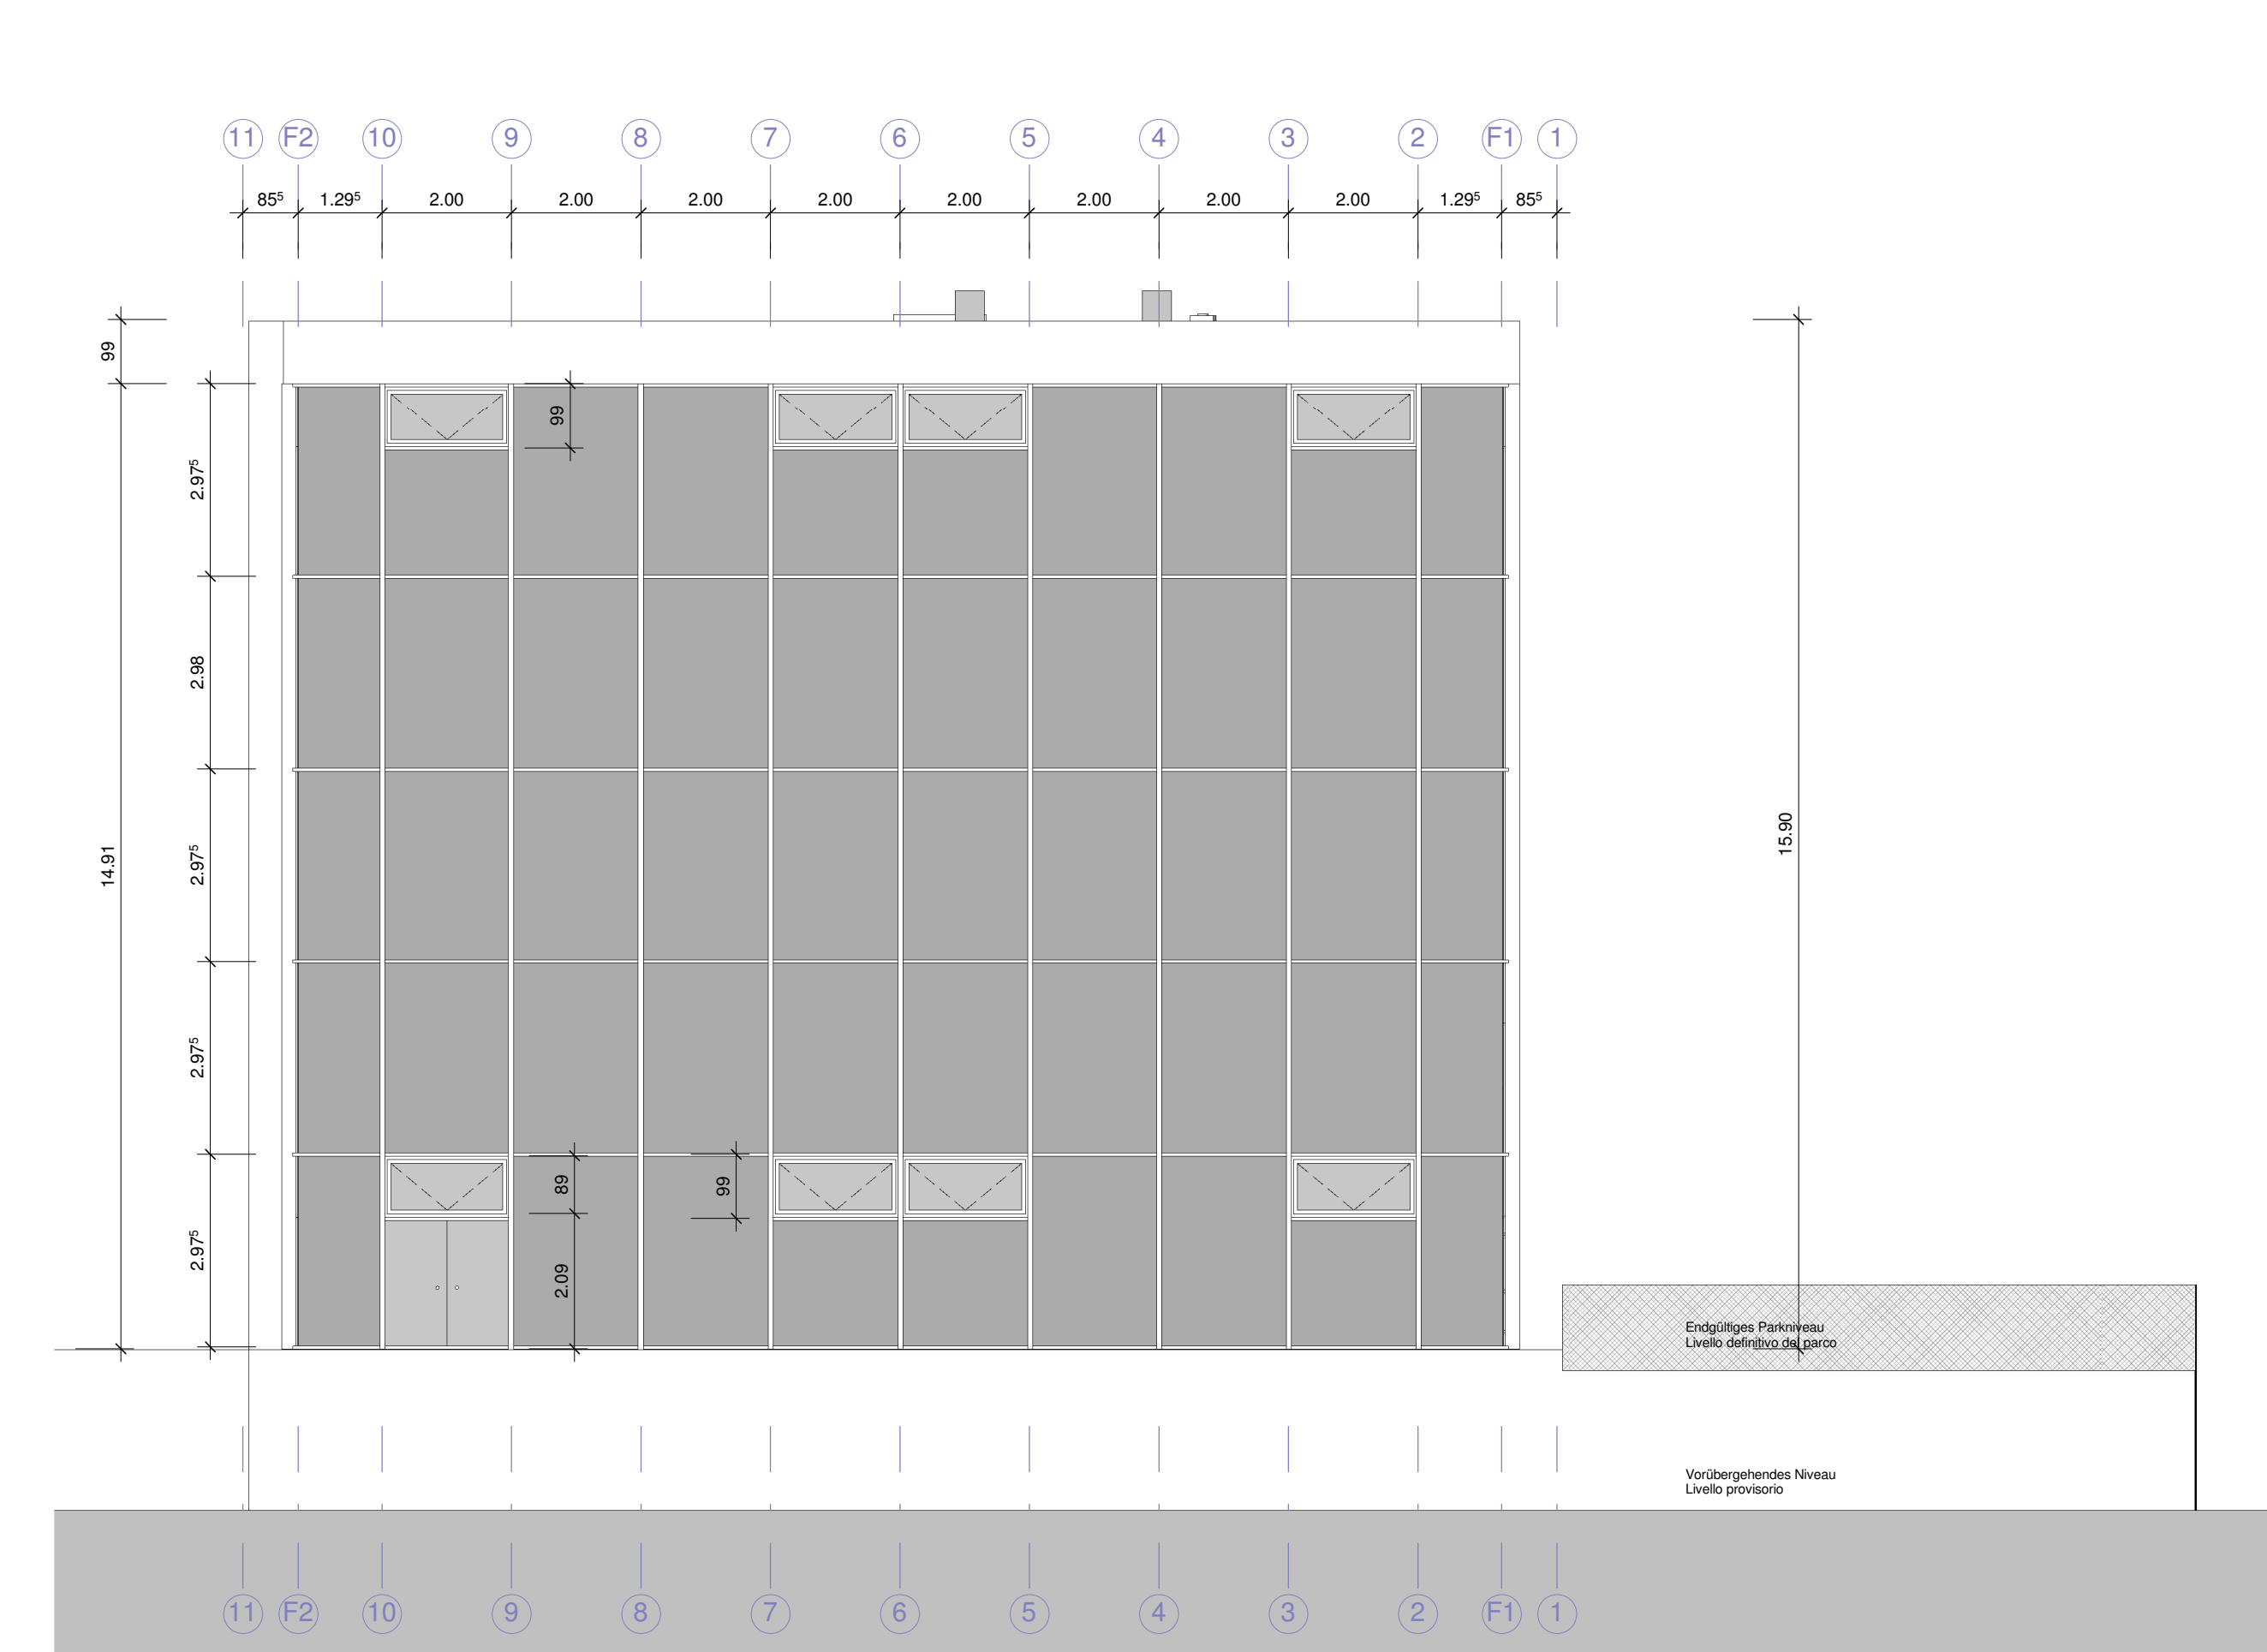 11 F2 10 9 8 7 6 5 4 3 2 F1 1
85⁵ 1.29⁵ 2.00 2.00 2.00 2.00 2.00 2.00 2.00 2.00 1.29⁵ 85⁵
99
99
2.97⁵
2.98
15.90
14.91
2.97⁵
2.97⁵
89
99
2.97⁵
2.09
Endgültiges Parkniveau
Livello definitivo del parco
Vorübergehendes Niveau
Livello provisorio
11 F2 10 9 8 7 6 5 4 3 2 F1 1